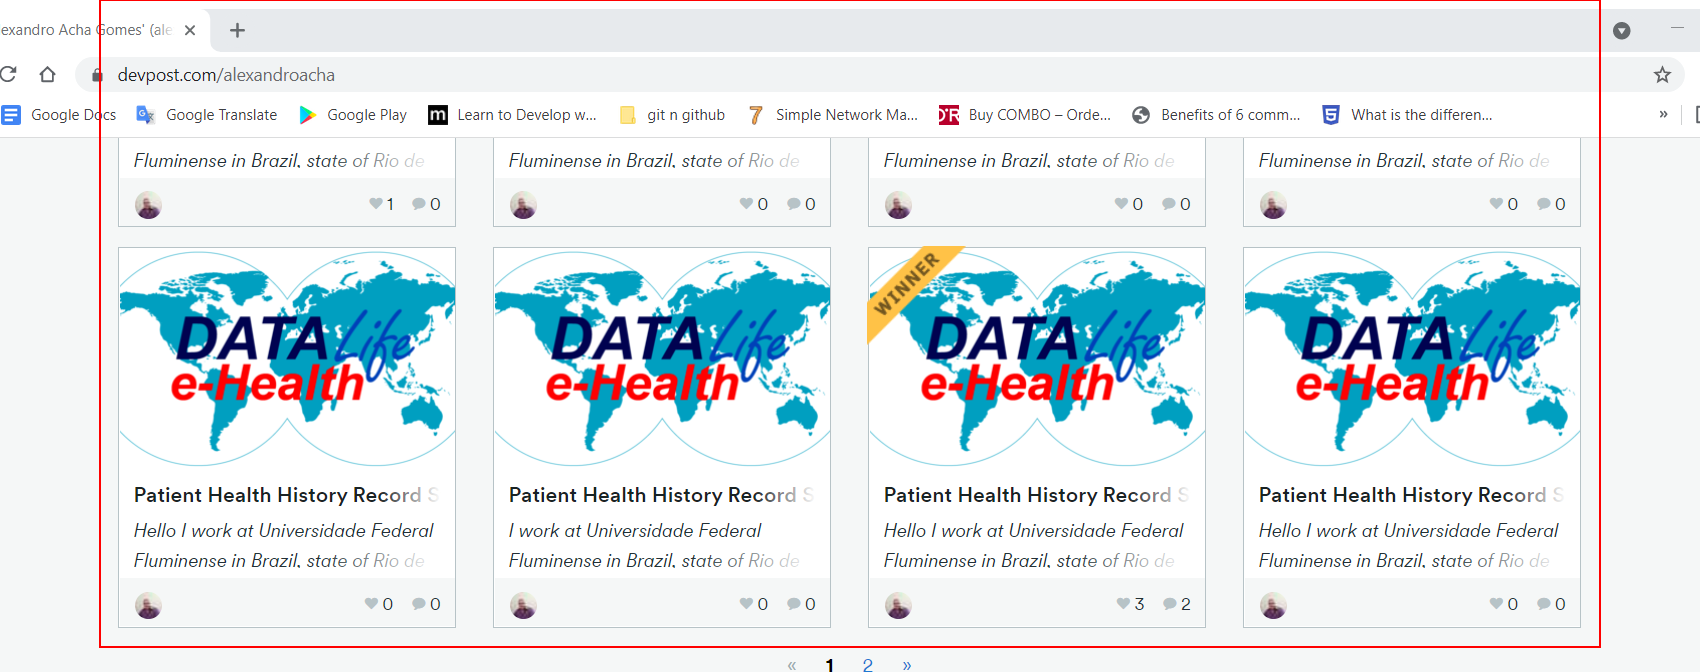 exandro Acha Gomes' (ale
devpost.com/alexandroacha
Google Docs Google Translate Google Play m Learn to Develop w... git n github 7 Simple Network Ma... D'R Buy COMBO – Orde... Benefits of 6 comm... 5 What is the differen... »
Fluminense in Brazil, state of Rio de
1 0
Fluminense in Brazil, state of Rio de
0 0
Fluminense in Brazil, state of Rio de
0 0
Fluminense in Brazil, state of Rio de
0 0
DATA Life
e-Health
Patient Health History Record S
Hello I work at Universidade Federal
Fluminense in Brazil, state of Rio de
0 0
DATA Life
e-Health
Patient Health History Record S
I work at Universidade Federal
Fluminense in Brazil, state of Rio de
0 0
WINNER
DATA Life
e-Health
Patient Health History Record S
Hello I work at Universidade Federal
Fluminense in Brazil, state of Rio de
3 2
DATA Life
e-Health
Patient Health History Record S
Hello I work at Universidade Federal
Fluminense in Brazil, state of Rio de
0 0
« 1 2 »